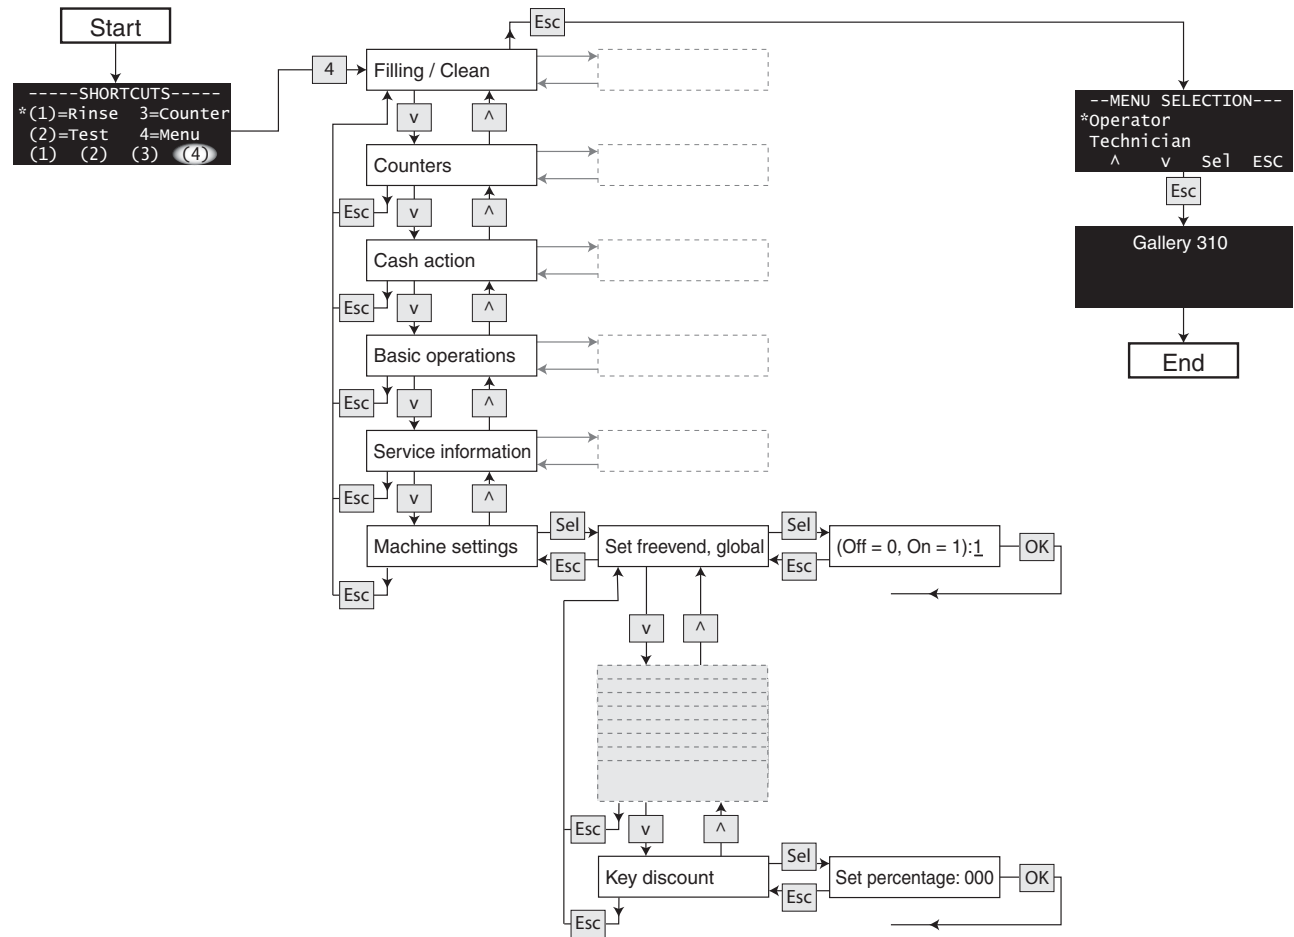 Start
-----SHORTCUTS-----
*(1)=Rinse 3=Counter
(2)=Test 4=Menu
(1) (2) (3) (4)
4
Filling / Clean
Esc
v
^
Counters
Esc
v
^
Cash action
Esc
v
^
Basic operations
Esc
v
^
Service information
Esc
v
^
Machine settings
Esc
Sel
Esc
Set freevend, global
Sel
Esc
(Off = 0, On = 1):1
OK
v
^
Esc
v
^
Key discount
Esc
Sel
Esc
Set percentage: 000
OK
--MENU SELECTION---
*Operator
Technician
^ v Sel ESC
Esc
Gallery 310
End